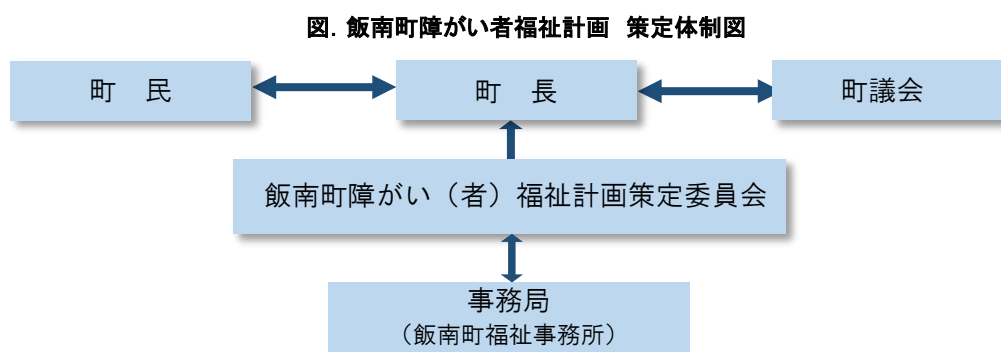 図. 飯南町障がい者福祉計画　策定体制図
町　民
町　長
町議会
飯南町障がい（者）福祉計画策定委員会
事務局
（飯南町福祉事務所）